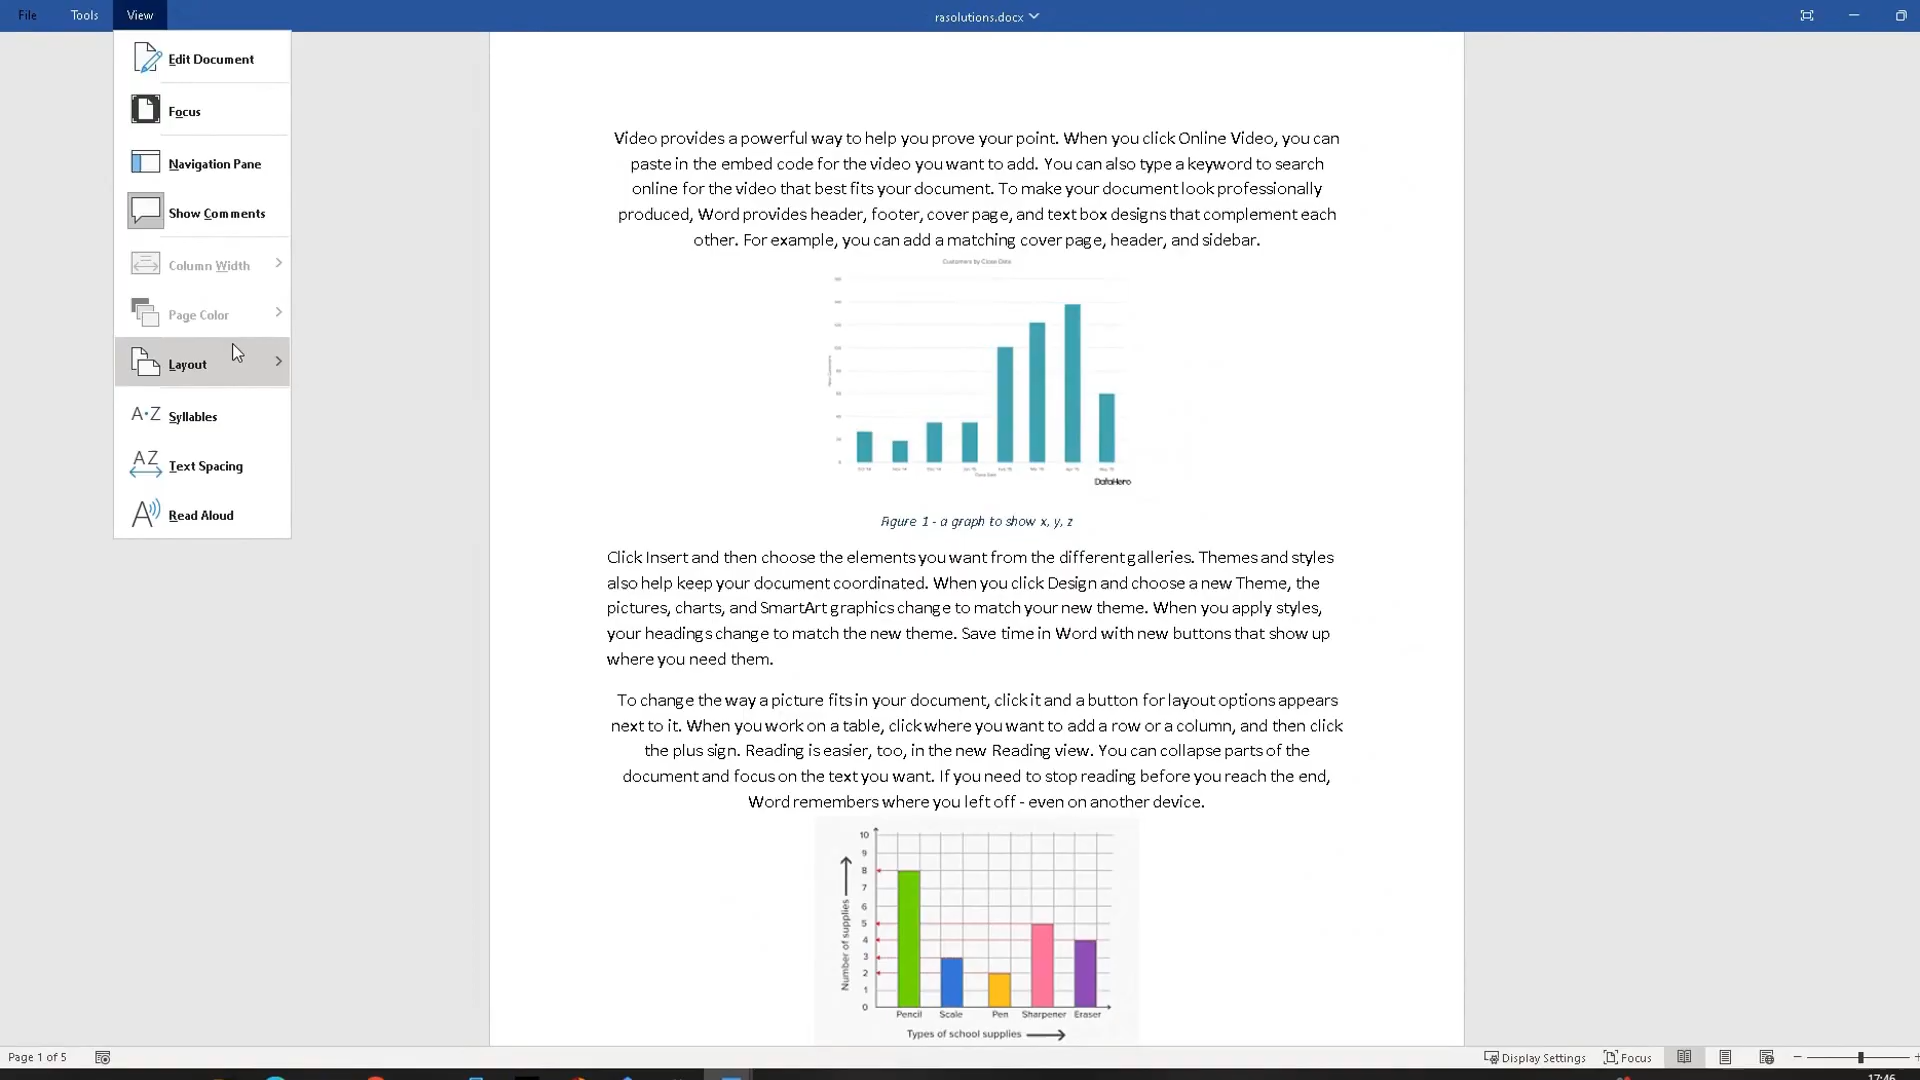 File Tools View rasolutions.docx
Edit Document
Focus
Navigation Pane
Show Comments
Column Width
Page Color
Layout
Syllables
Text Spacing
Read Aloud
Video provides a powerful way to help you prove your point. When you click Online Video, you can
paste in the embed code for the video you want to add. You can also type a keyword to search
online for the video that best fits your document. To make your document look professionally
produced, Word provides header, footer, cover page, and text box designs that complement each
other. For example, you can add a matching cover page, header, and sidebar.
Customers by Close Date
Close Date
DataHero
Figure 1 - a graph to show x, y, z
Click Insert and then choose the elements you want from the different galleries. Themes and styles
also help keep your document coordinated. When you click Design and choose a new Theme, the
pictures, charts, and SmartArt graphics change to match your new theme. When you apply styles,
your headings change to match the new theme. Save time in Word with new buttons that show up
where you need them.
To change the way a picture fits in your document, click it and a button for layout options appears
next to it. When you work on a table, click where you want to add a row or a column, and then click
the plus sign. Reading is easier, too, in the new Reading view. You can collapse parts of the
document and focus on the text you want. If you need to stop reading before you reach the end,
Word remembers where you left off - even on another device.
10
9
8
7
6
5
4
3
2
1
0
Number of supplies
Pencil Scale Pen Sharpener Eraser
Types of school supplies
Page 1 of 5 Display Settings Focus
17:46